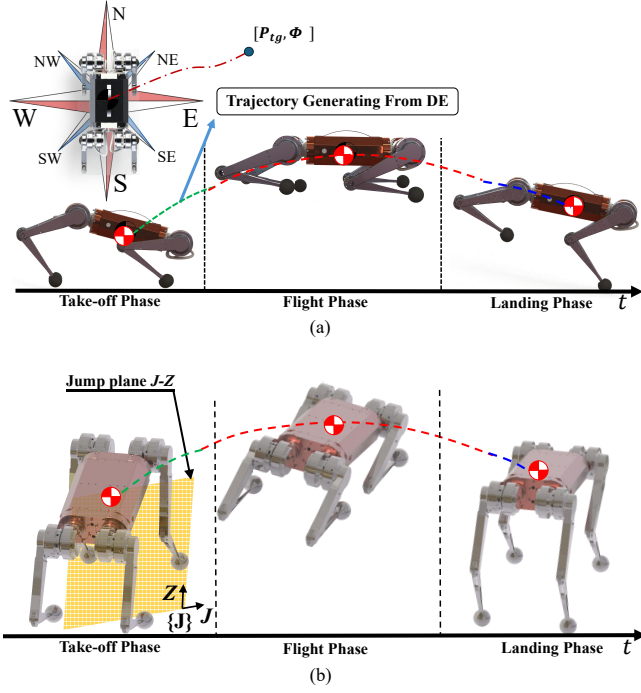 N
[P_tg, Φ ]
NW
NE
Trajectory Generating From DE
W
E
SW
SE
S
Take-off Phase
Flight Phase
Landing Phase
t
(a)
Jump plane J-Z
Z
J
{J}
Take-off Phase
Flight Phase
Landing Phase
t
(b)